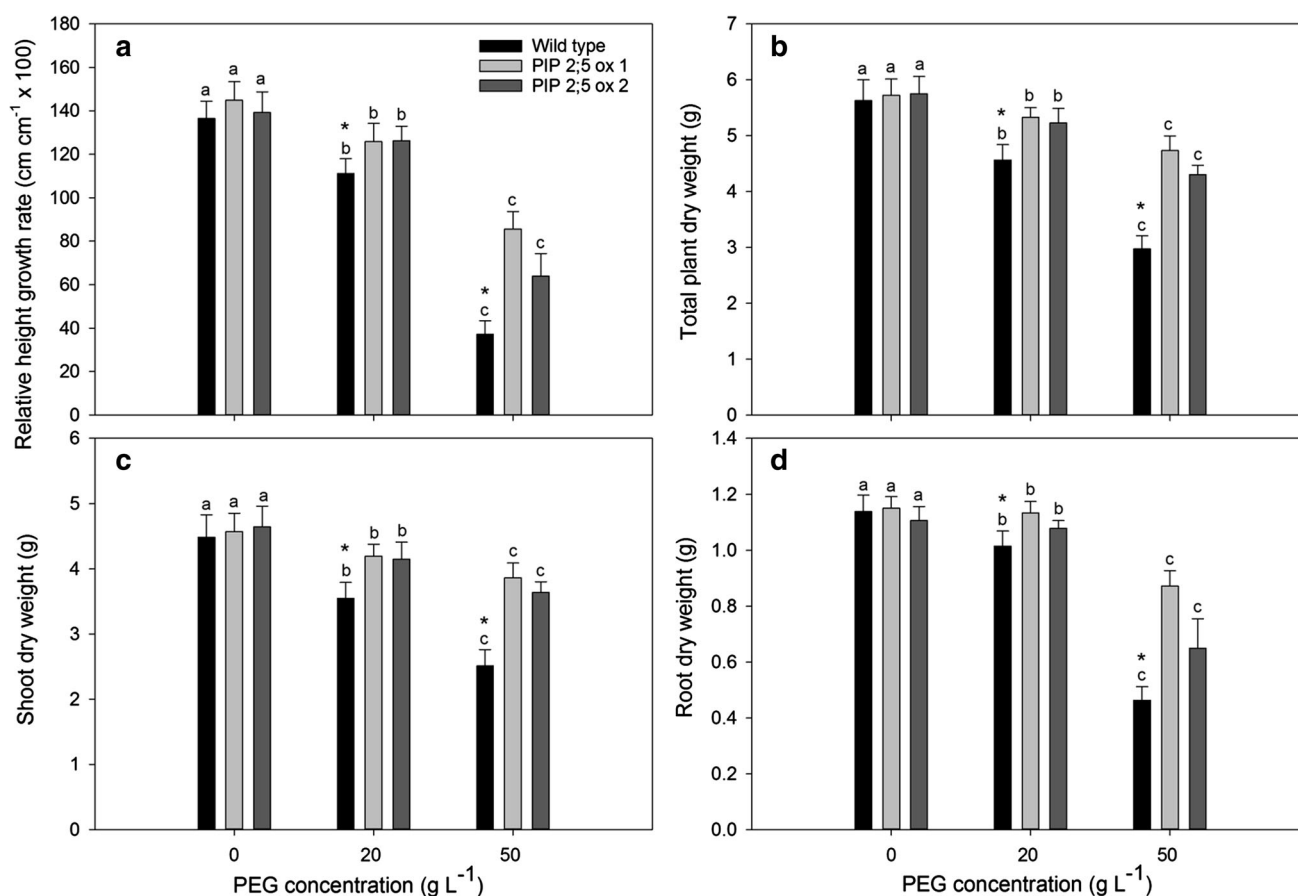 a
Wild type
PIP 2;5 ox 1
PIP 2;5 ox 2
Relative height growth rate (cm cm⁻¹ x 100)
180
160
140
120
100
80
60
40
20
0
a a a
* b b b
* c c c
b
Total plant dry weight (g)
7
6
5
4
3
2
1
0
a a a
* b b b
* c c c
c
Shoot dry weight (g)
6
5
4
3
2
1
0
a a a
* b b b
* c c c
0 20 50
PEG concentration (g L⁻¹)
d
Root dry weight (g)
1.4
1.2
1.0
0.8
0.6
0.4
0.2
0.0
a a a
* b b b
* c c c
0 20 50
PEG concentration (g L⁻¹)